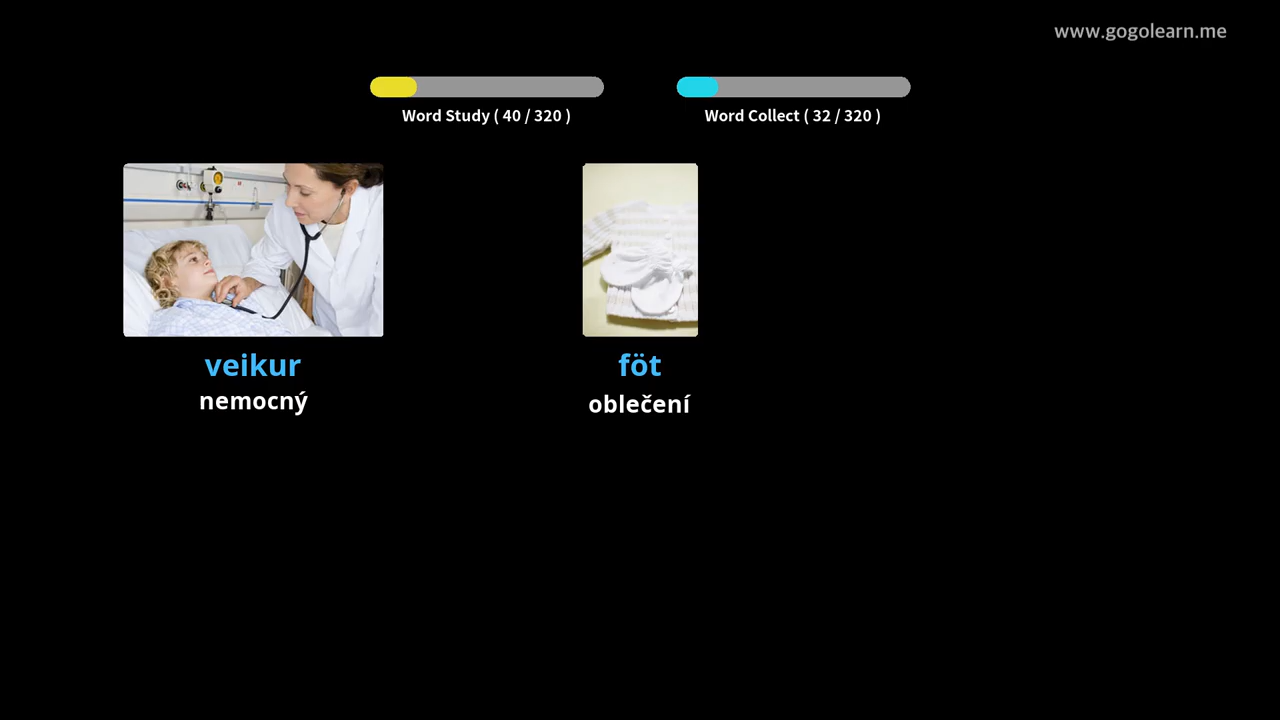 www.gogolearn.me
Word Study ( 40 / 320 )
Word Collect ( 32 / 320 )
veikur
nemocný
föt
oblečení